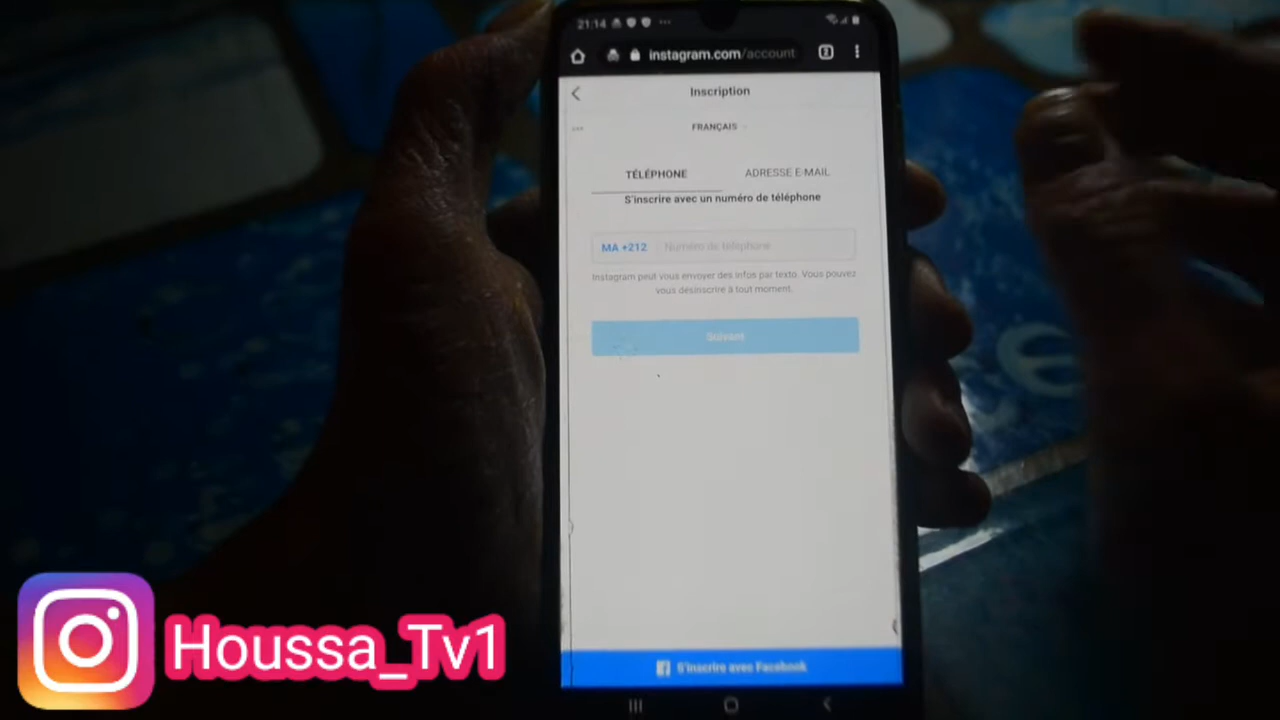 21:14
instagram.com/account 2
Inscription
FRANÇAIS
TÉLÉPHONE ADRESSE E-MAIL
S'inscrire avec un numéro de téléphone
MA +212 Numéro de téléphone
Instagram peut vous envoyer des infos par texto. Vous pouvez
vous désinscrire à tout moment.
Suivant
S'inscrire avec Facebook
Houssa_Tv1